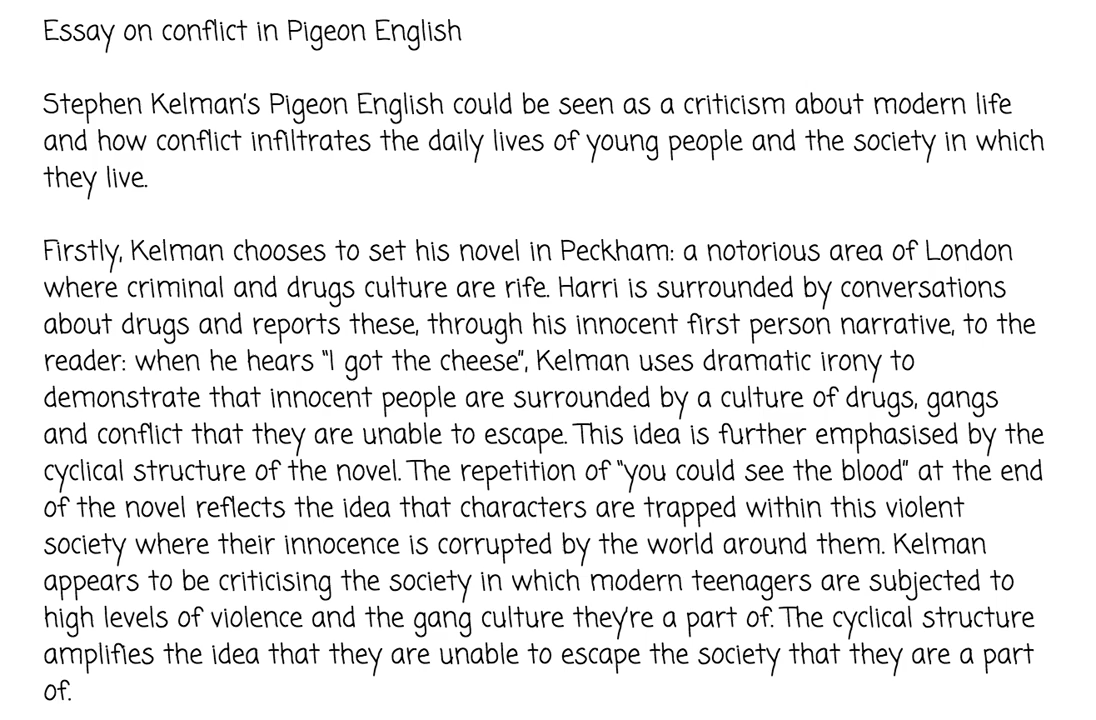 Essay on conflict in Pigeon English
Stephen Kelman's Pigeon English could be seen as a criticism about modern life
and how conflict infiltrates the daily lives of young people and the society in which
they live.
Firstly, Kelman chooses to set his novel in Peckham: a notorious area of London
where criminal and drugs culture are rife. Harri is surrounded by conversations
about drugs and reports these, through his innocent first person narrative, to the
reader: when he hears "I got the cheese", Kelman uses dramatic irony to
demonstrate that innocent people are surrounded by a culture of drugs, gangs
and conflict that they are unable to escape. This idea is further emphasised by the
cyclical structure of the novel. The repetition of "you could see the blood" at the end
of the novel reflects the idea that characters are trapped within this violent
society where their innocence is corrupted by the world around them. Kelman
appears to be criticising the society in which modern teenagers are subjected to
high levels of violence and the gang culture they're a part of. The cyclical structure
amplifies the idea that they are unable to escape the society that they are a part
of.